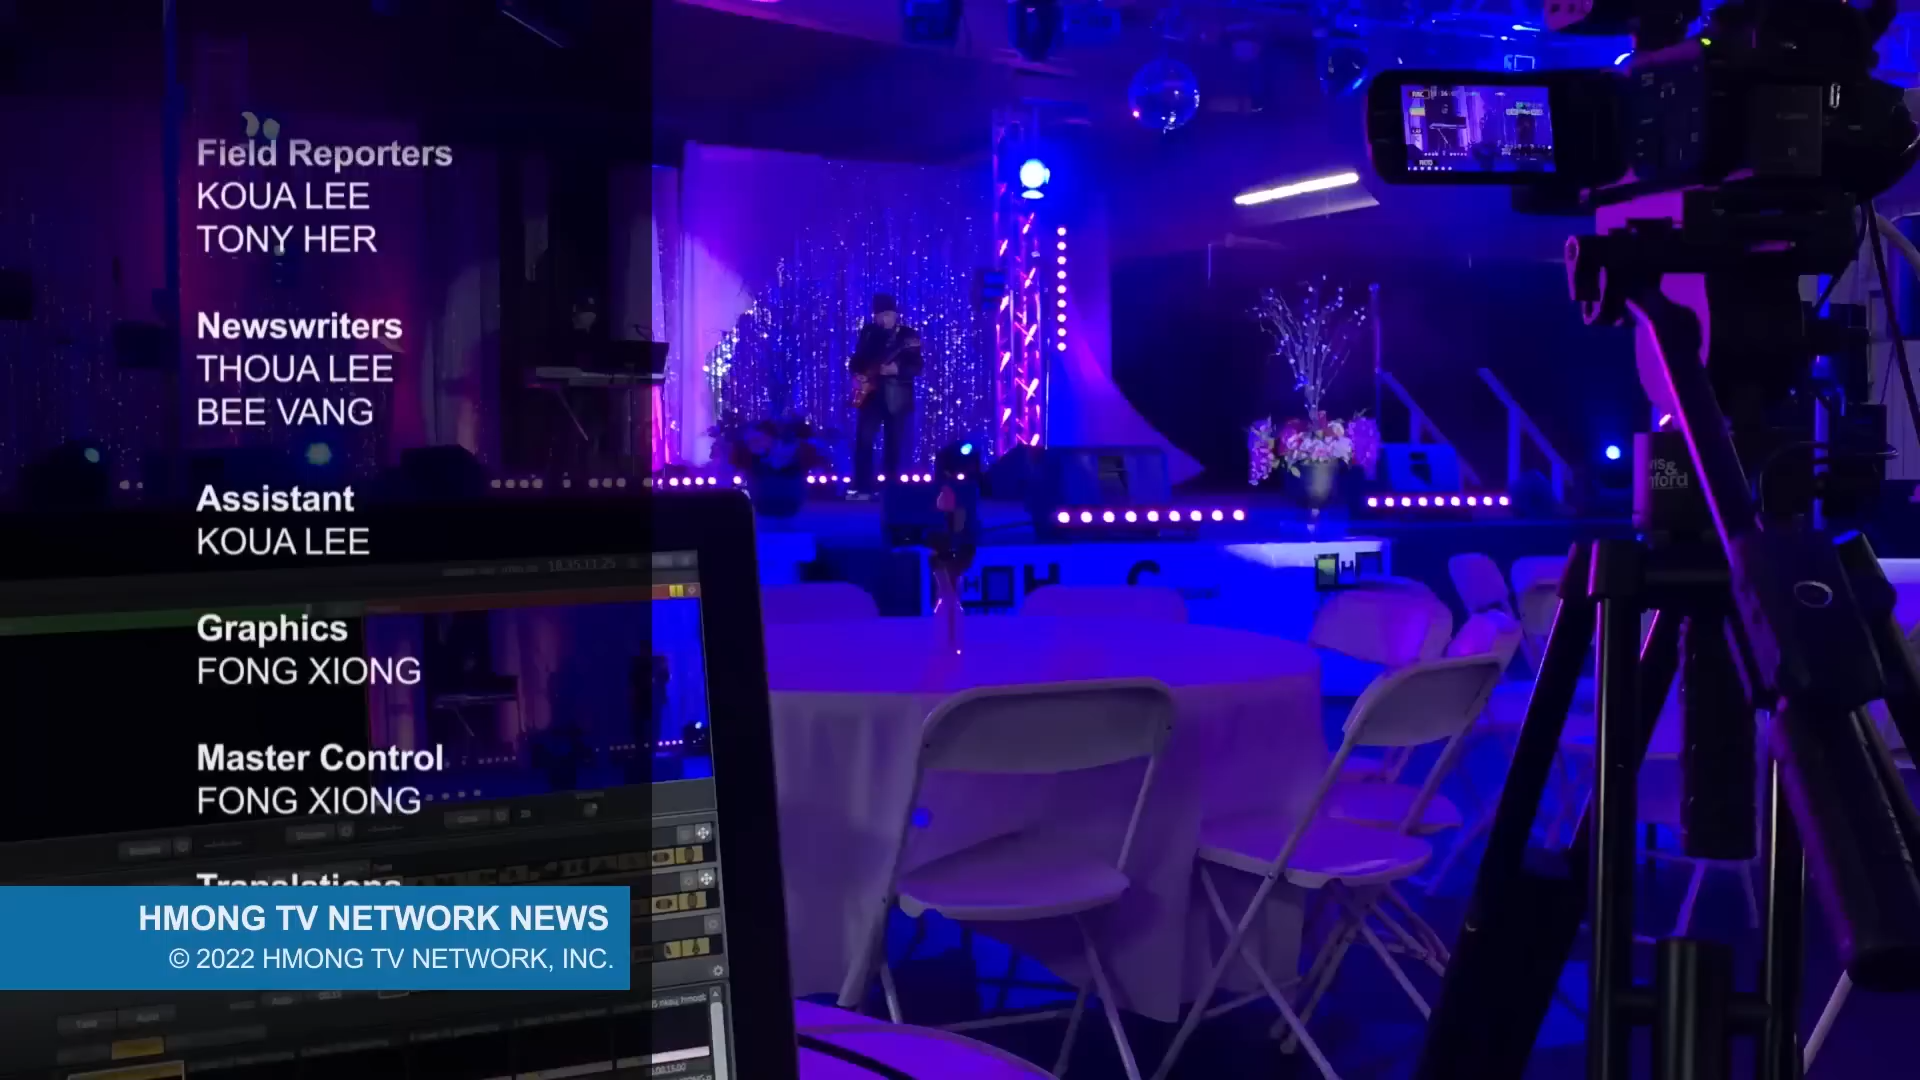 Field Reporters
KOUA LEE
TONY HER
Newswriters
THOUA LEE
BEE VANG
Assistant
KOUA LEE
Graphics
FONG XIONG
Master Control
FONG XIONG
Translations
HMONG TV NETWORK NEWS
© 2022 HMONG TV NETWORK, INC.